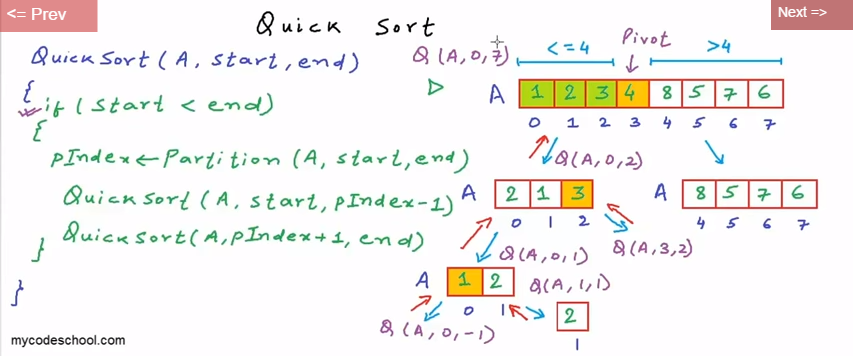 <= Prev
Next =>
Quick Sort
QuickSort(A, start, end)
{
if (start < end)
{
pIndex ← Partition (A, start, end)
QuickSort (A, start, pIndex-1)
QuickSort(A, pIndex+1, end)
}
}
mycodeschool.com
Q(A, 0, 7)
<=4
Pivot
>4
A 1 2 3 4 8 5 7 6
0 1 2 3 4 5 6 7
Q(A, 0, 2)
A 2 1 3
0 1 2
A 8 5 7 6
4 5 6 7
Q(A, 0, 1)
Q(A, 3, 2)
A 1 2
0 1
Q(A, 1, 1)
Q(A, 0, -1)
2
1